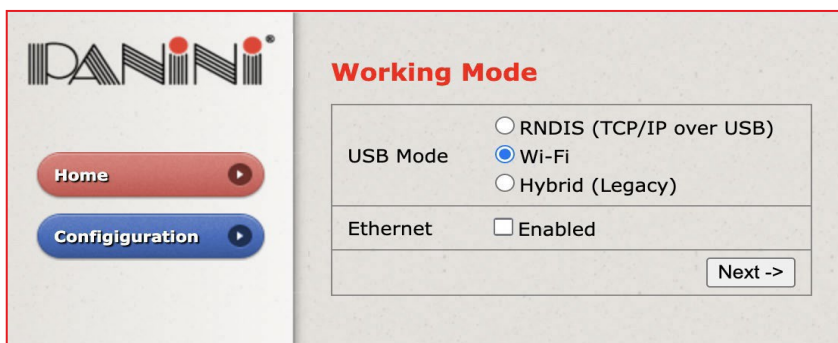 PANiNi®
Working Mode
Home
Configiguration
USB Mode
RNDIS (TCP/IP over USB)
Wi-Fi
Hybrid (Legacy)
Ethernet
Enabled
Next ->